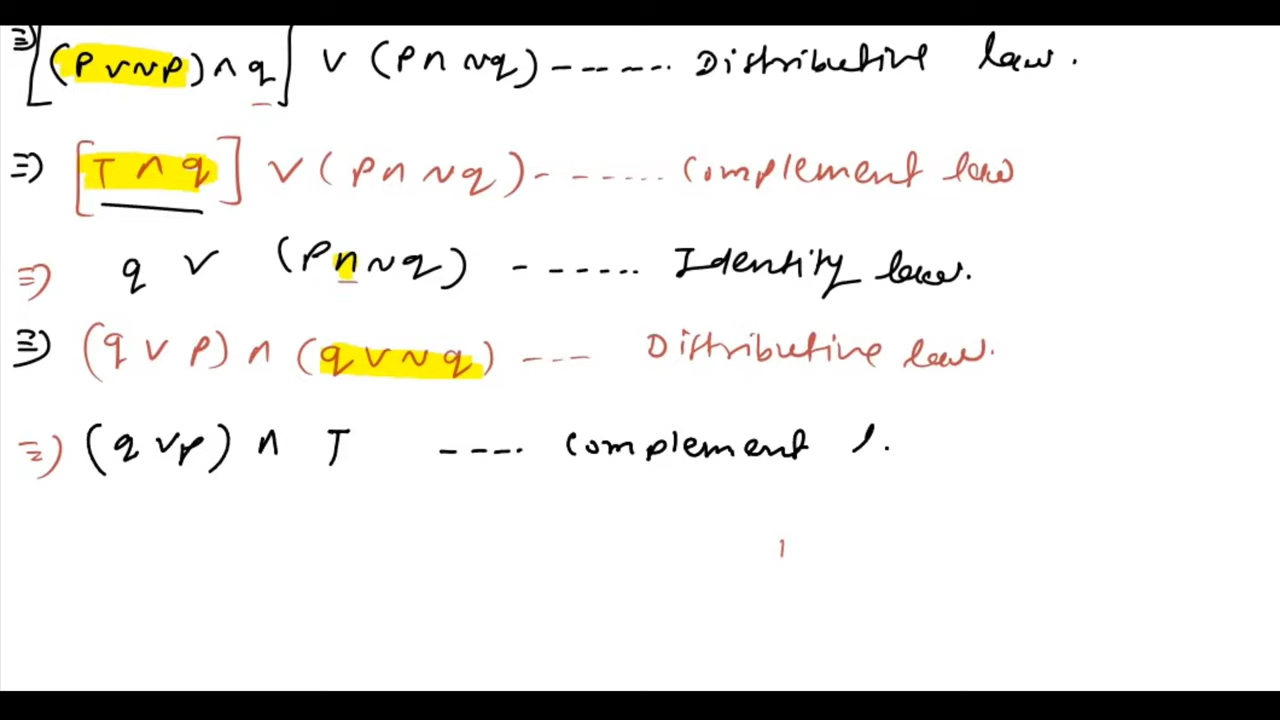 ≡) [(p ∨ ~p) ∧ q] ∨ (p ∧ ~q) ------ Distributive law.
≡) [T ∧ q] ∨ (p ∧ ~q) ------- Complement law
≡) q ∨ (p ∧ ~q) ------- Identity law.
≡) (q ∨ p) ∧ (q ∨ ~q) --- Distributive law.
≡) (q ∨ p) ∧ T ---- Complement l.